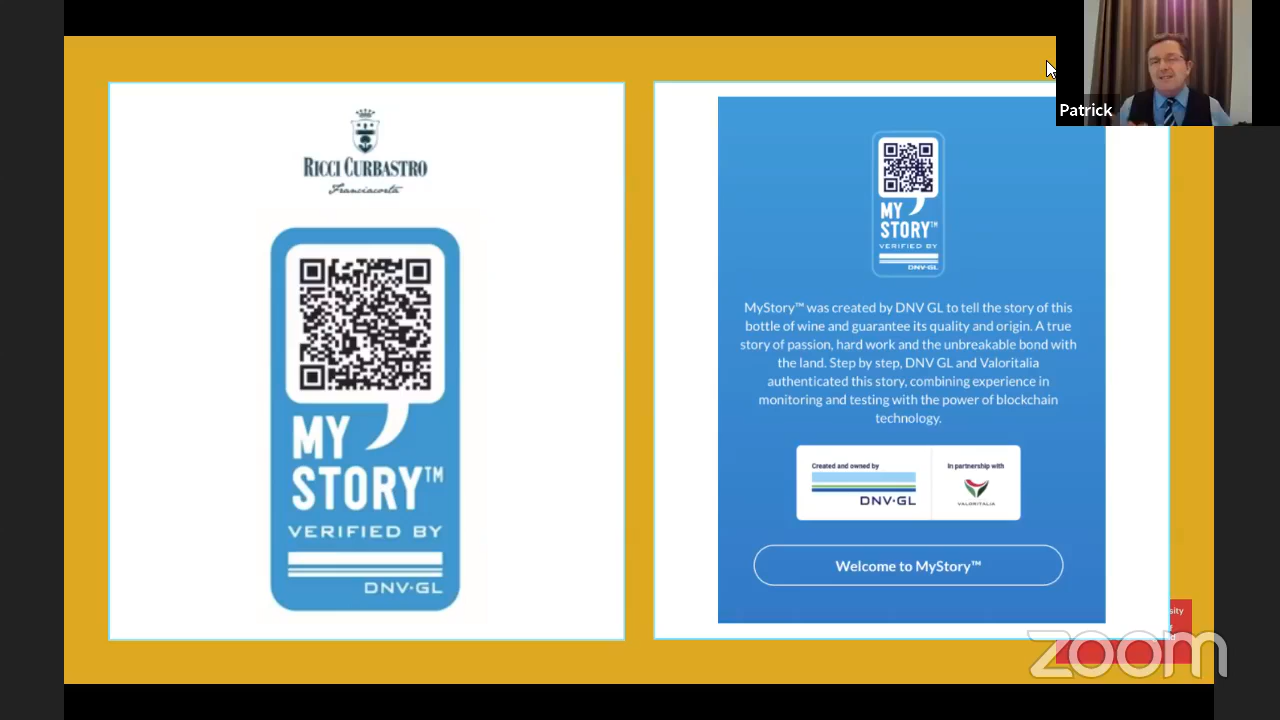 Patrick
RICCI CURBASTRO
Franciacorta
MY
STORY™
VERIFIED BY
DNV·GL
MY
STORY™
VERIFIED BY
DNV·GL
MyStory™ was created by DNV GL to tell the story of this
bottle of wine and guarantee its quality and origin. A true
story of passion, hard work and the unbreakable bond with
the land. Step by step, DNV GL and Valoritalia
authenticated this story, combining experience in
monitoring and testing with the power of blockchain
technology.
Created and owned by
DNV·GL
In partnership with
VALORITALIA
Welcome to MyStory™
zoom